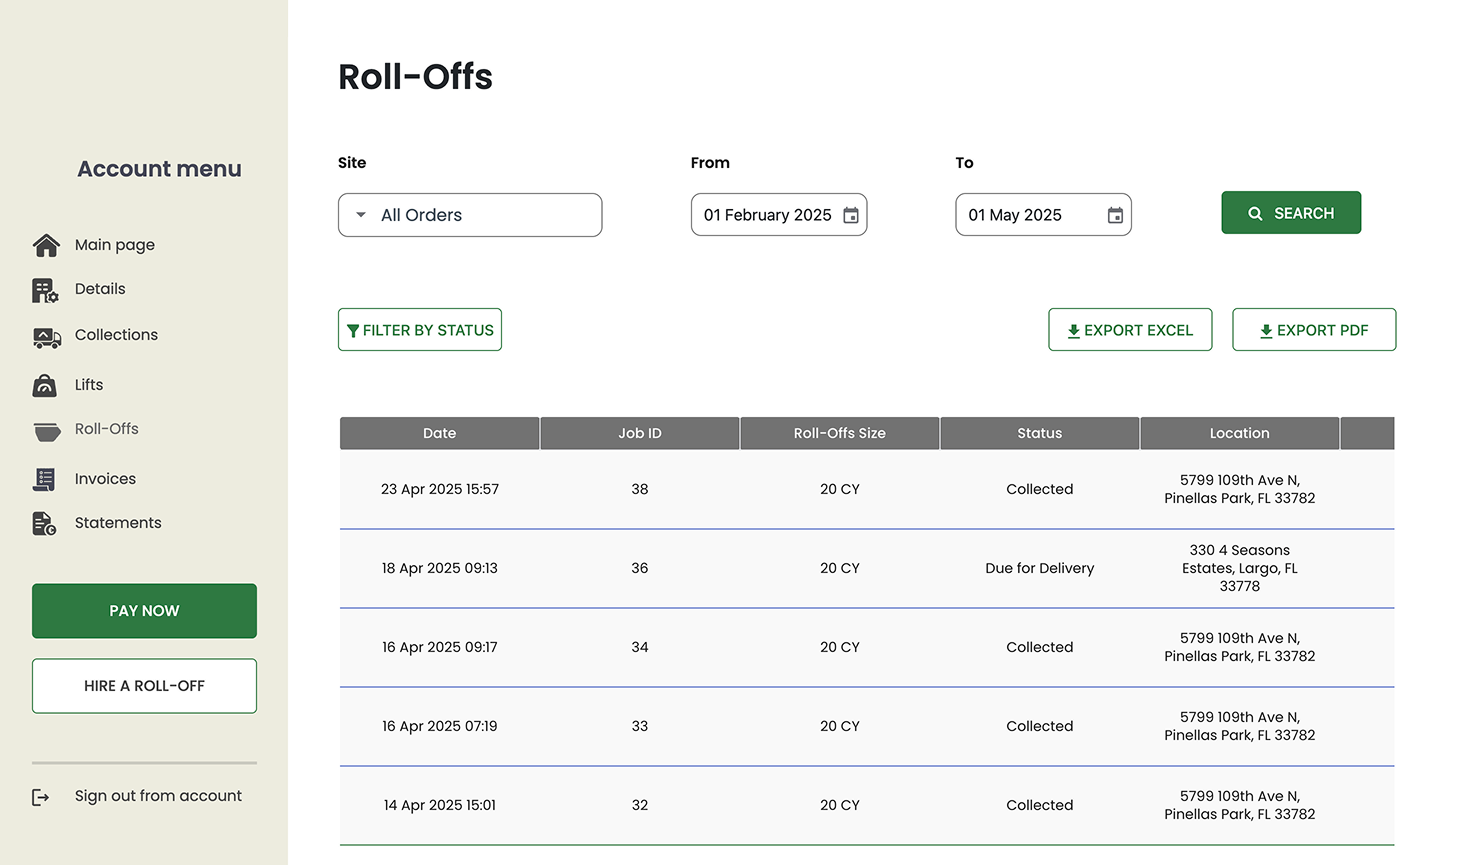 Roll-Offs
Account menu
Main page
Details
Collections
Lifts
Roll-Offs
Invoices
Statements
PAY NOW
HIRE A ROLL-OFF
Sign out from account
Site
From
To
All Orders
01 February 2025
01 May 2025
SEARCH
FILTER BY STATUS
EXPORT EXCEL
EXPORT PDF
Date Job ID Roll-Offs Size Status Location
23 Apr 2025 15:57 38 20 CY Collected 5799 109th Ave N,
Pinellas Park, FL 33782
18 Apr 2025 09:13 36 20 CY Due for Delivery 330 4 Seasons
Estates, Largo, FL
33778
16 Apr 2025 09:17 34 20 CY Collected 5799 109th Ave N,
Pinellas Park, FL 33782
16 Apr 2025 07:19 33 20 CY Collected 5799 109th Ave N,
Pinellas Park, FL 33782
14 Apr 2025 15:01 32 20 CY Collected 5799 109th Ave N,
Pinellas Park, FL 33782